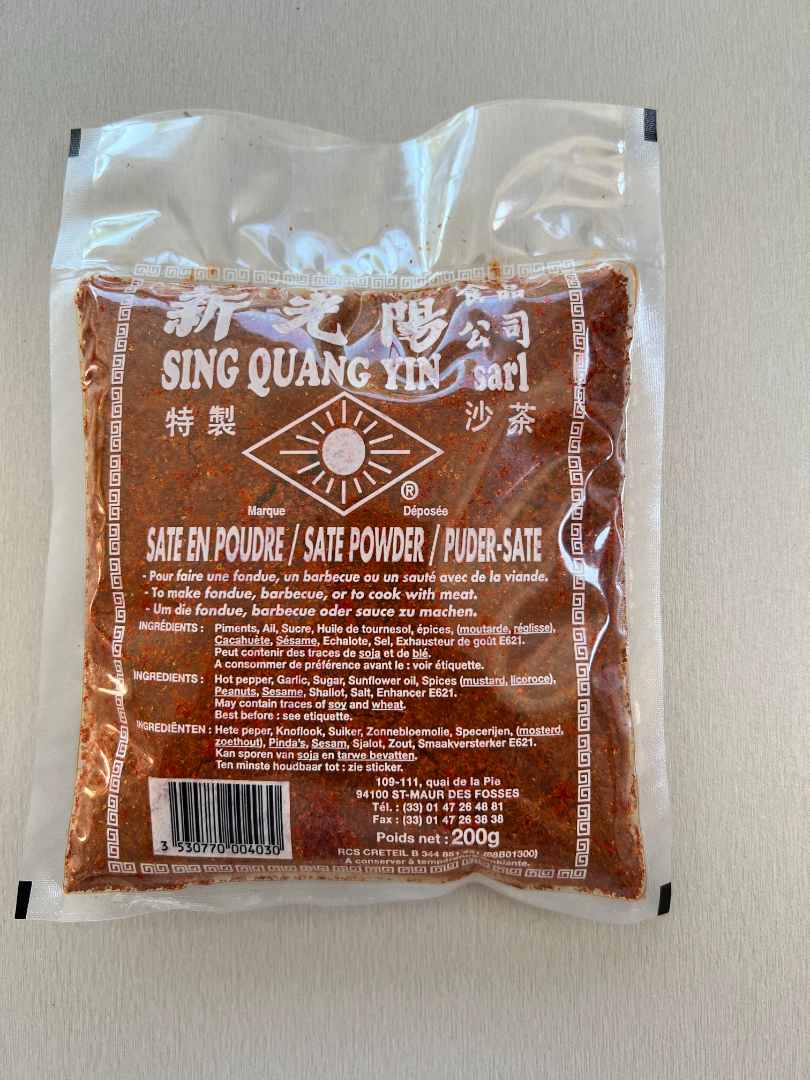 新光陽 食品
公司
SING QUANG YIN sarl
特製 沙茶
®
Marque Déposée
SATE EN POUDRE / SATE POWDER / PUDER-SATE
- Pour faire une fondue, un barbecue ou un sauté avec de la viande.
- To make fondue, barbecue, or to cook with meat.
- Um die fondue, barbecue oder sauce zu machen.
INGRÉDIENTS : Piments, Ail, Sucre, Huile de tournesol, épices, (moutarde, réglisse),
Cacahuète, Sésame, Echalote, Sel, Exhausteur de goût E621.
Peut contenir des traces de soja et de blé.
A consommer de préférence avant le : voir étiquette.
INGREDIENTS : Hot pepper, Garlic, Sugar, Sunflower oil, Spices (mustard, licoroce),
Peanuts, Sesame, Shallot, Salt, Enhancer E621.
May contain traces of soy and wheat.
Best before : see etiquette.
INGREDIËNTEN : Hete peper, Knoflook, Suiker, Zonnebloemolie, Specerijen, (mosterd,
zoethout), Pinda's, Sesam, Sjalot, Zout, Smaakversterker E621.
Kan sporen van soja en tarwe bevatten.
Ten minste houdbaar tot : zie sticker.
109-111, quai de la Pie
94100 ST-MAUR DES FOSSES
Tél. : (33) 01 47 26 48 81
Fax : (33) 01 47 26 38 38
Poids net : 200g
3 530770 004030
RCS CRETEIL B 344
A conserver à